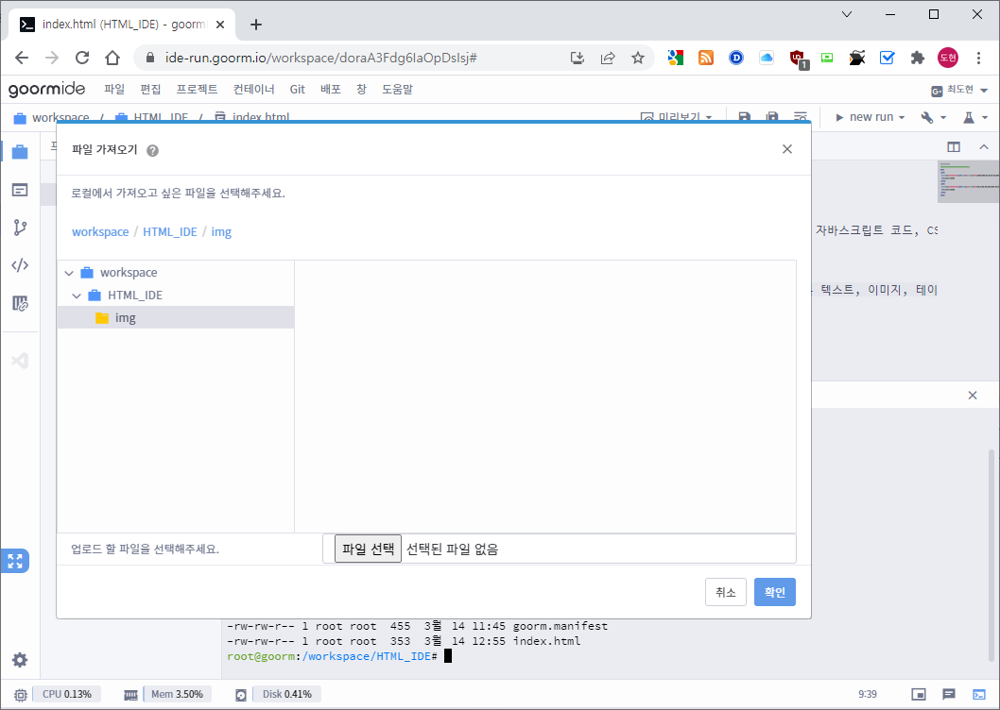 index.html (HTML_IDE) - goorm
ide-run.goorm.io/workspace/doraA3Fdg6IaOpDsIsj#
1
도현
goormide 파일 편집 프로젝트 컨테이너 Git 배포 창 도움말
G+ 최도현
workspace / HTML_IDE / index.html 미리보기 new run
파일 가져오기 ?
로컬에서 가져오고 싶은 파일을 선택해주세요.
workspace / HTML_IDE / img
자바스크립트 코드, CS
workspace
텍스트, 이미지, 테이
HTML_IDE
img
업로드 할 파일을 선택해주세요. 파일 선택 선택된 파일 없음
취소 확인
-rw-rw-r-- 1 root root 455 3월 14 11:45 goorm.manifest
-rw-rw-r-- 1 root root 353 3월 14 12:55 index.html
root@goorm:/workspace/HTML_IDE#
CPU 0.13% Mem 3.50% Disk 0.41% 9:39